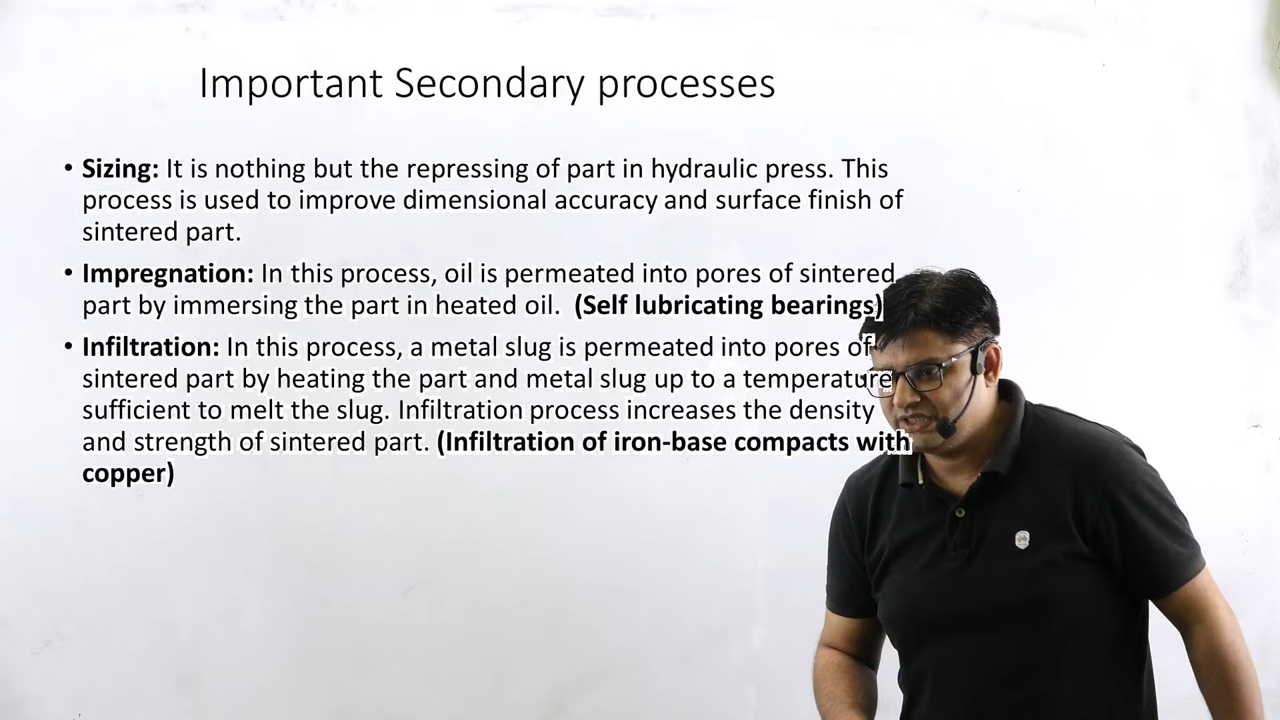 Important Secondary processes
• Sizing: It is nothing but the repressing of part in hydraulic press. This
process is used to improve dimensional accuracy and surface finish of
sintered part.
• Impregnation: In this process, oil is permeated into pores of sintered
part by immersing the part in heated oil. (Self lubricating bearings)
• Infiltration: In this process, a metal slug is permeated into pores of
sintered part by heating the part and metal slug up to a temperature
sufficient to melt the slug. Infiltration process increases the density
and strength of sintered part. (Infiltration of iron-base compacts with
copper)